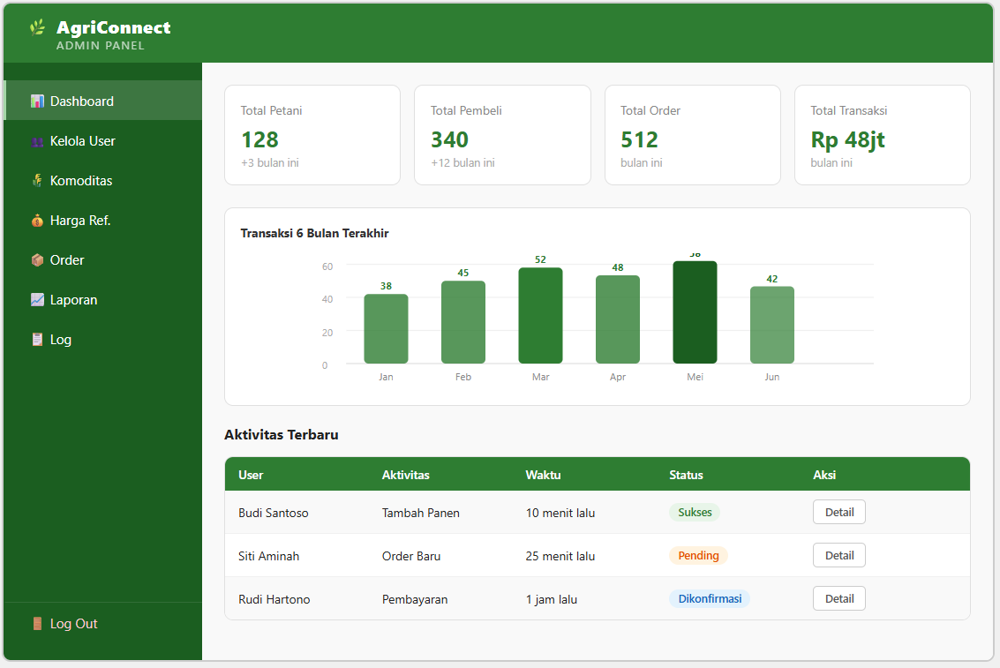 AgriConnect
ADMIN PANEL
Dashboard
Kelola User
Komoditas
Harga Ref.
Order
Laporan
Log
Log Out
Total Petani
128
+3 bulan ini
Total Pembeli
340
+12 bulan ini
Total Order
512
bulan ini
Total Transaksi
Rp 48jt
bulan ini
Transaksi 6 Bulan Terakhir
60
40
20
0
38
45
52
48
42
Jan Feb Mar Apr Mei Jun
Aktivitas Terbaru
User Aktivitas Waktu Status Aksi
Budi Santoso Tambah Panen 10 menit lalu Sukses Detail
Siti Aminah Order Baru 25 menit lalu Pending Detail
Rudi Hartono Pembayaran 1 jam lalu Dikonfirmasi Detail